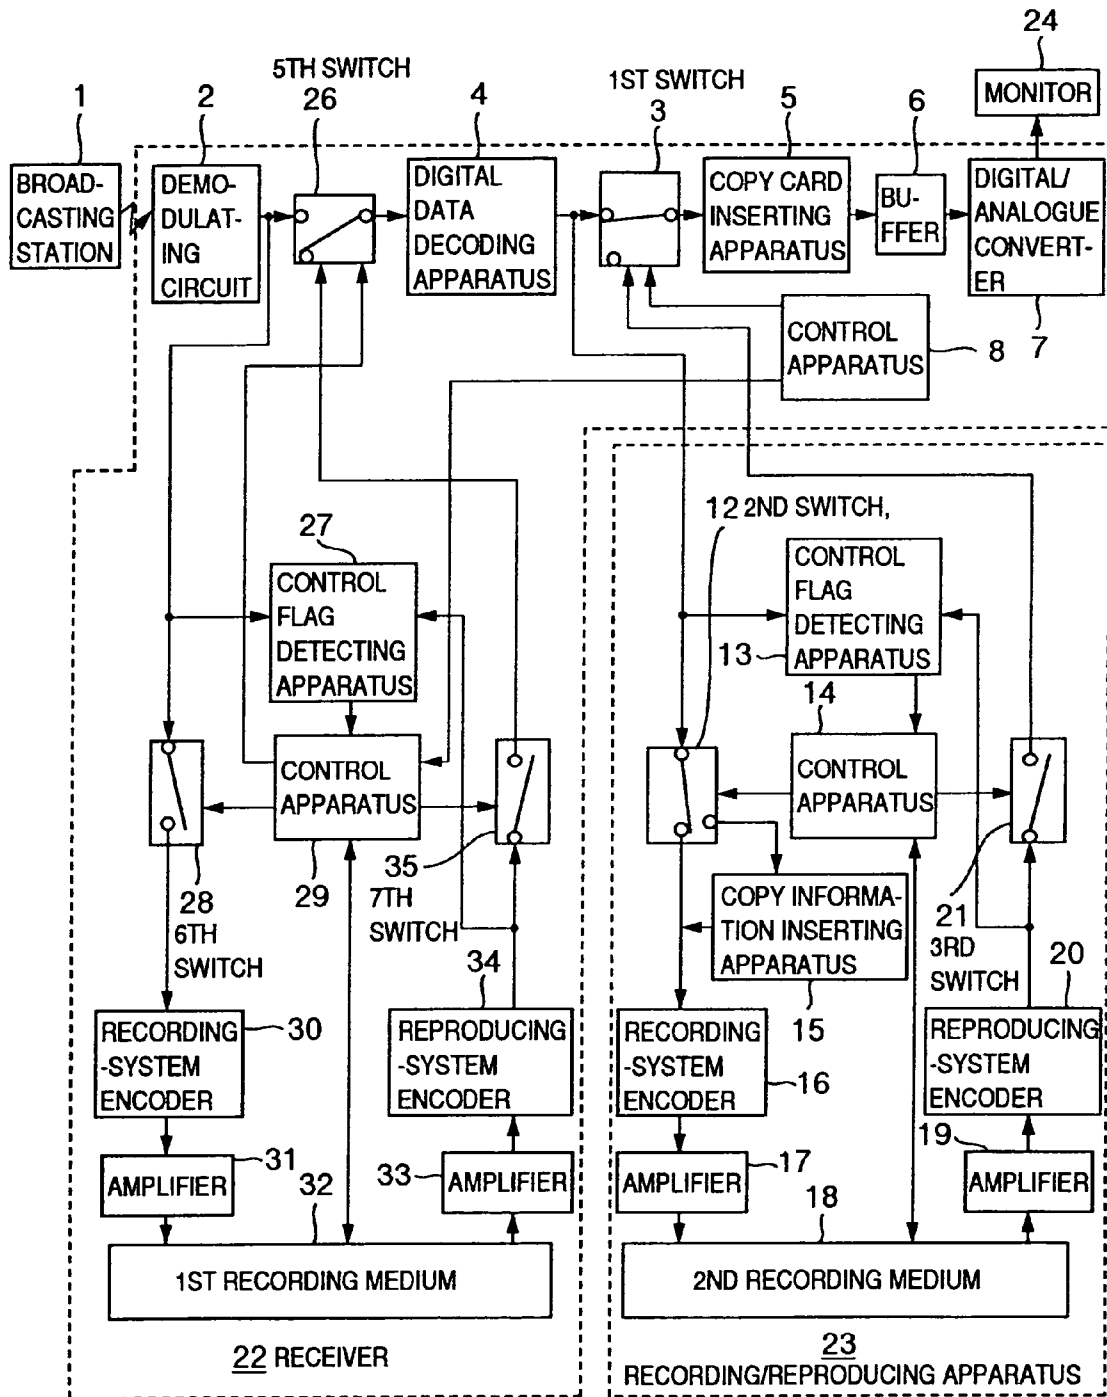 24
MONITOR
5TH SWITCH
26
1ST SWITCH
3
1
2
4
5
6
BROAD-
CASTING
STATION
DEMO-
DULAT-
ING
CIRCUIT
DIGITAL
DATA
DECODING
APPARATUS
COPY CARD
INSERTING
APPARATUS
BU-
FFER
DIGITAL/
ANALOGUE
CONVERT-
ER
7
CONTROL
APPARATUS
8
27
CONTROL
FLAG
DETECTING
APPARATUS
12 2ND SWITCH,
CONTROL
FLAG
DETECTING
APPARATUS
13
14
CONTROL
APPARATUS
29
CONTROL
APPARATUS
28
6TH
SWITCH
35
7TH
SWITCH
COPY INFORMA-
TION INSERTING
APPARATUS
15
21 3RD
SWITCH
RECORDING
-SYSTEM
ENCODER
30
34
REPRODUCING
-SYSTEM
ENCODER
RECORDING
-SYSTEM
ENCODER
16
20
REPRODUCING
-SYSTEM
ENCODER
AMPLIFIER
31
33
AMPLIFIER
AMPLIFIER
17
19
AMPLIFIER
32
1ST RECORDING MEDIUM
18
2ND RECORDING MEDIUM
22 RECEIVER
23
RECORDING/REPRODUCING APPARATUS